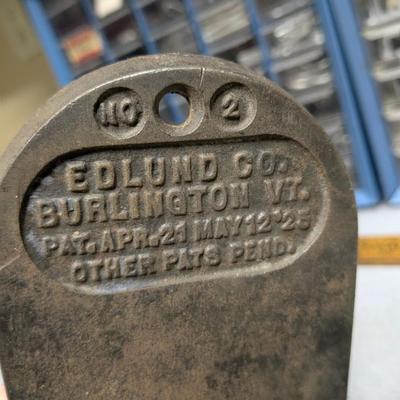 NO. 2
EDLUND CO.
BURLINGTON VT.
PAT. APR. 21 MAY 12 '25
OTHER PATS PEND.